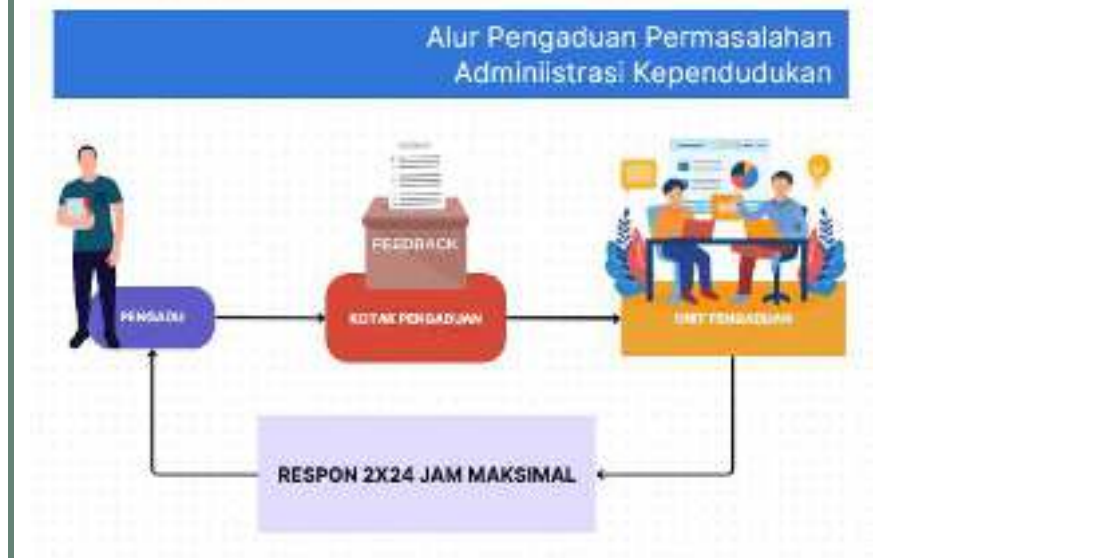 Alur Pengaduan Permasalahan
Adminiistrasi Kependudukan
FEEDBACK
PENGADU
KOTAK PENGADUAN
UNIT PENGADUAN
RESPON 2X24 JAM MAKSIMAL